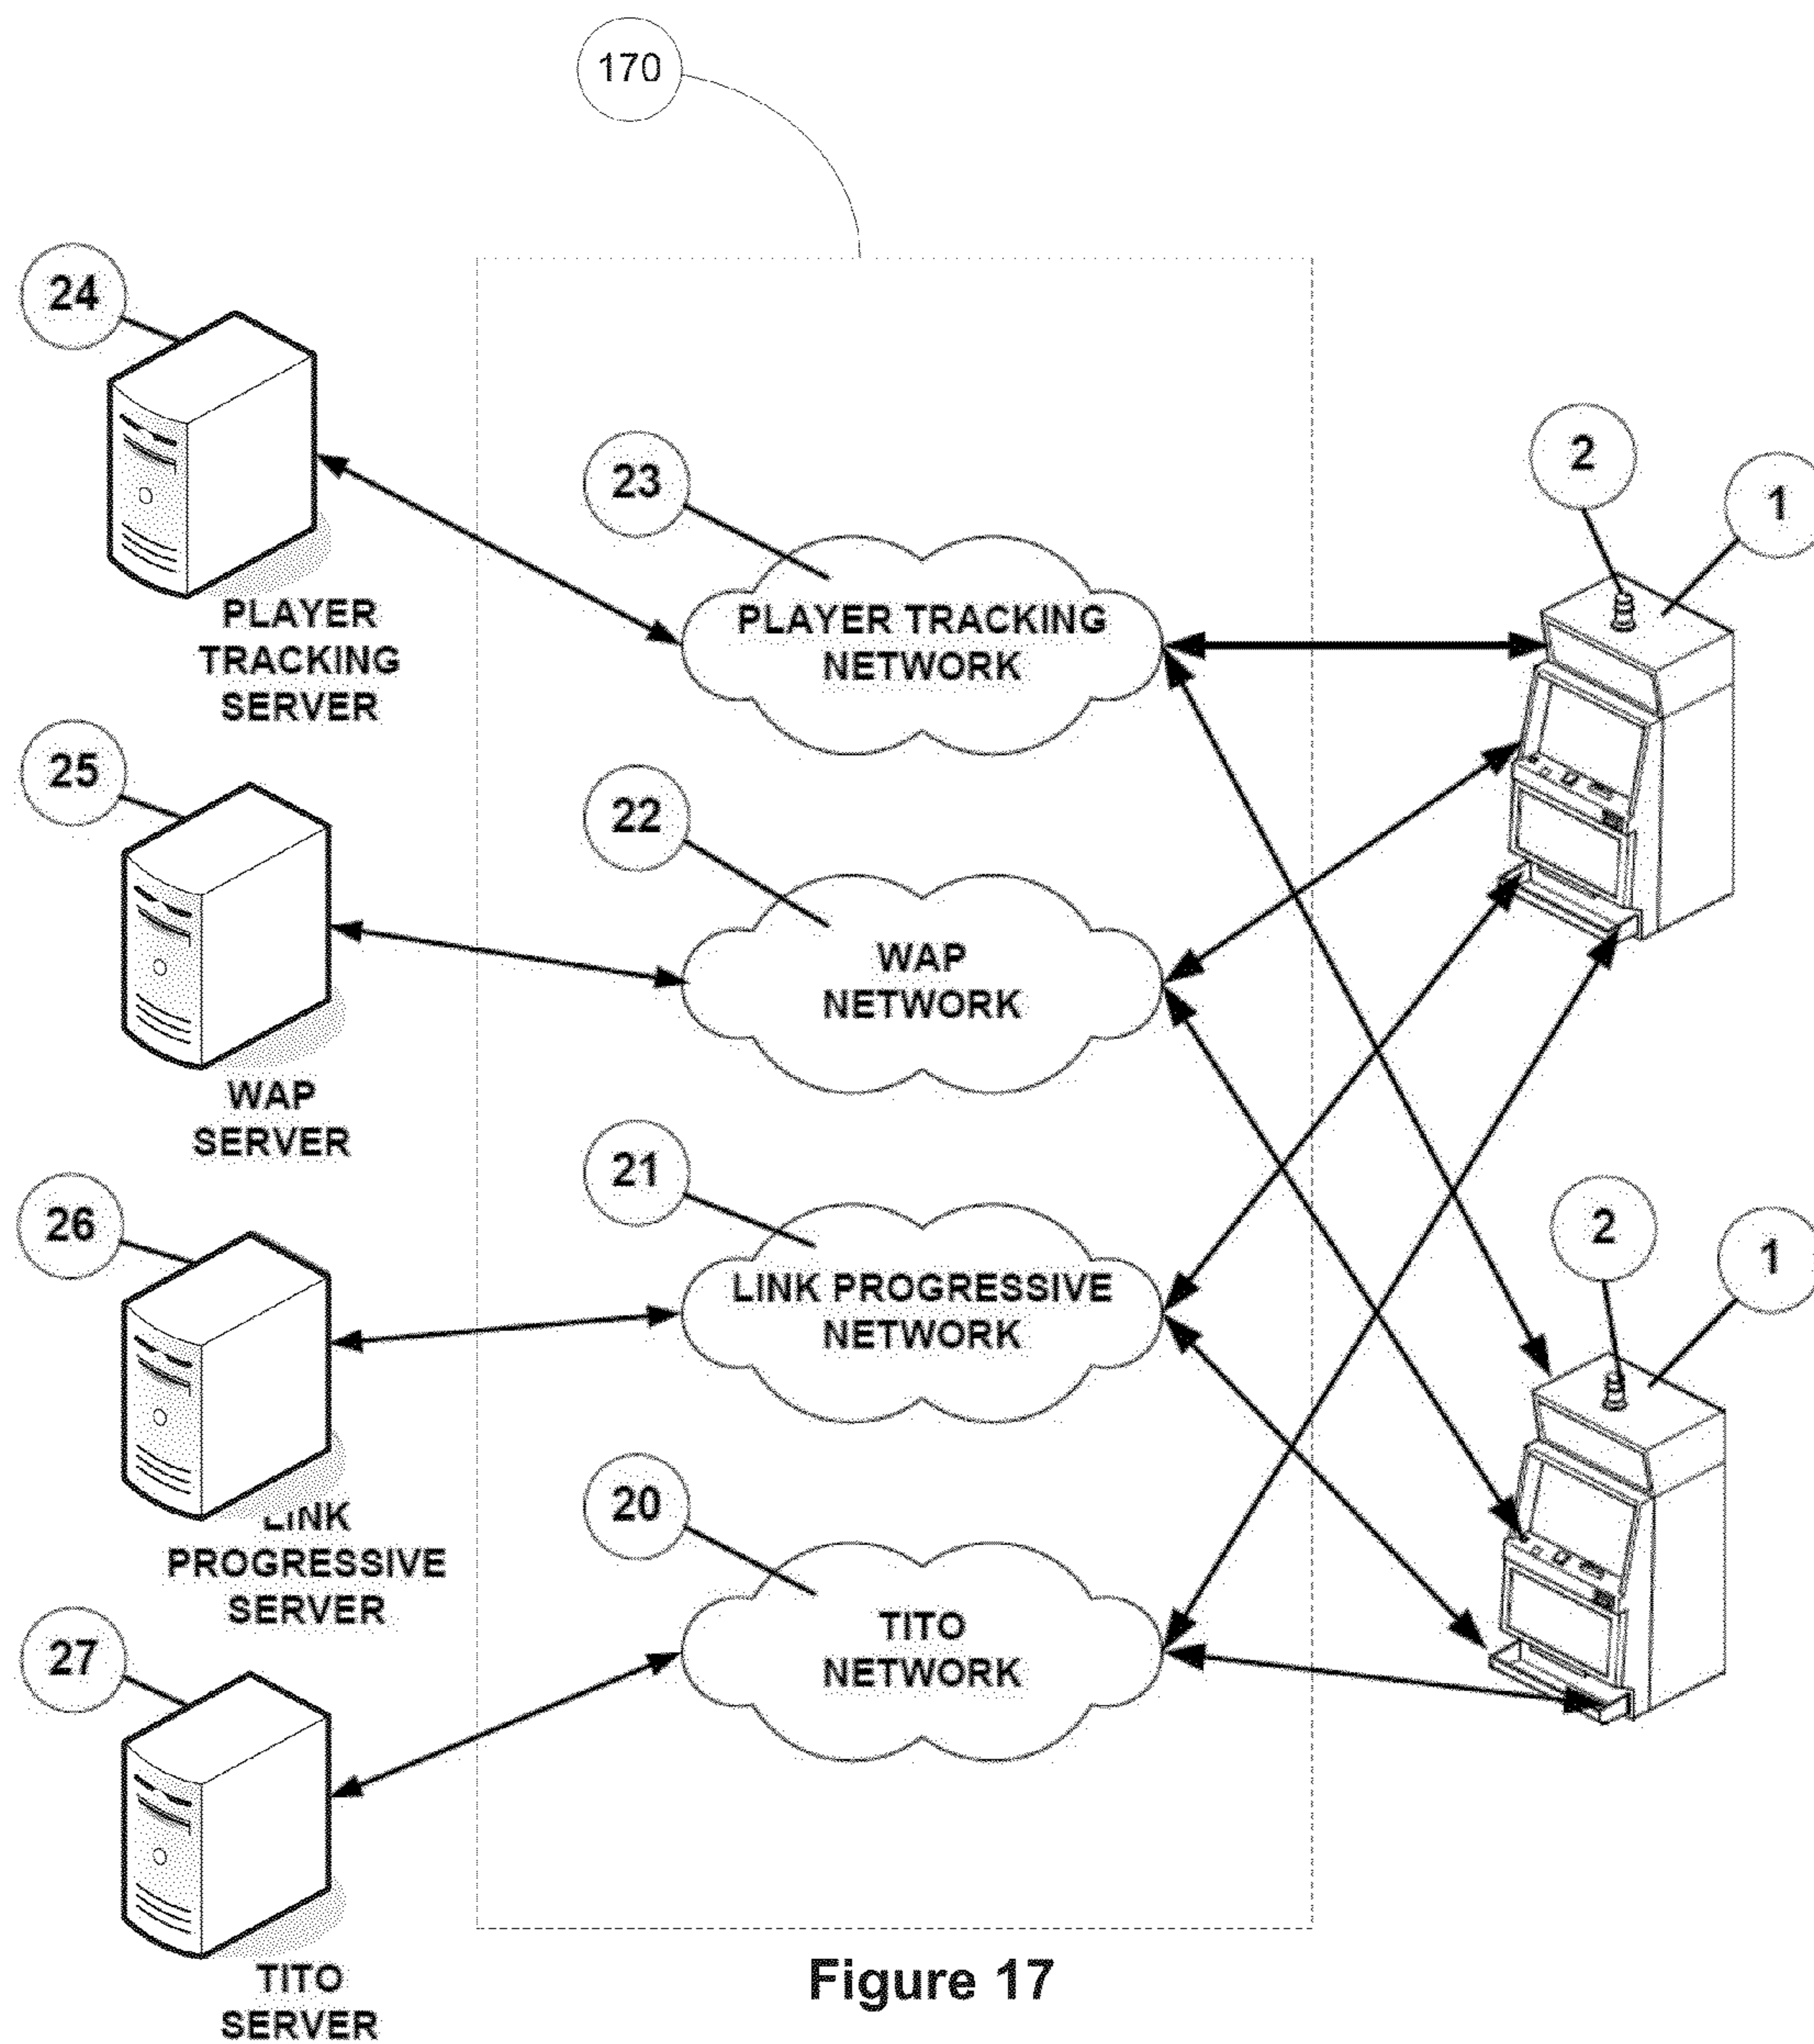 170
24
PLAYER
TRACKING
SERVER
23
PLAYER TRACKING
NETWORK
2
1
25
WAP
SERVER
22
WAP
NETWORK
26
LINK
PROGRESSIVE
SERVER
21
LINK PROGRESSIVE
NETWORK
2
1
27
TITO
SERVER
20
TITO
NETWORK
Figure 17